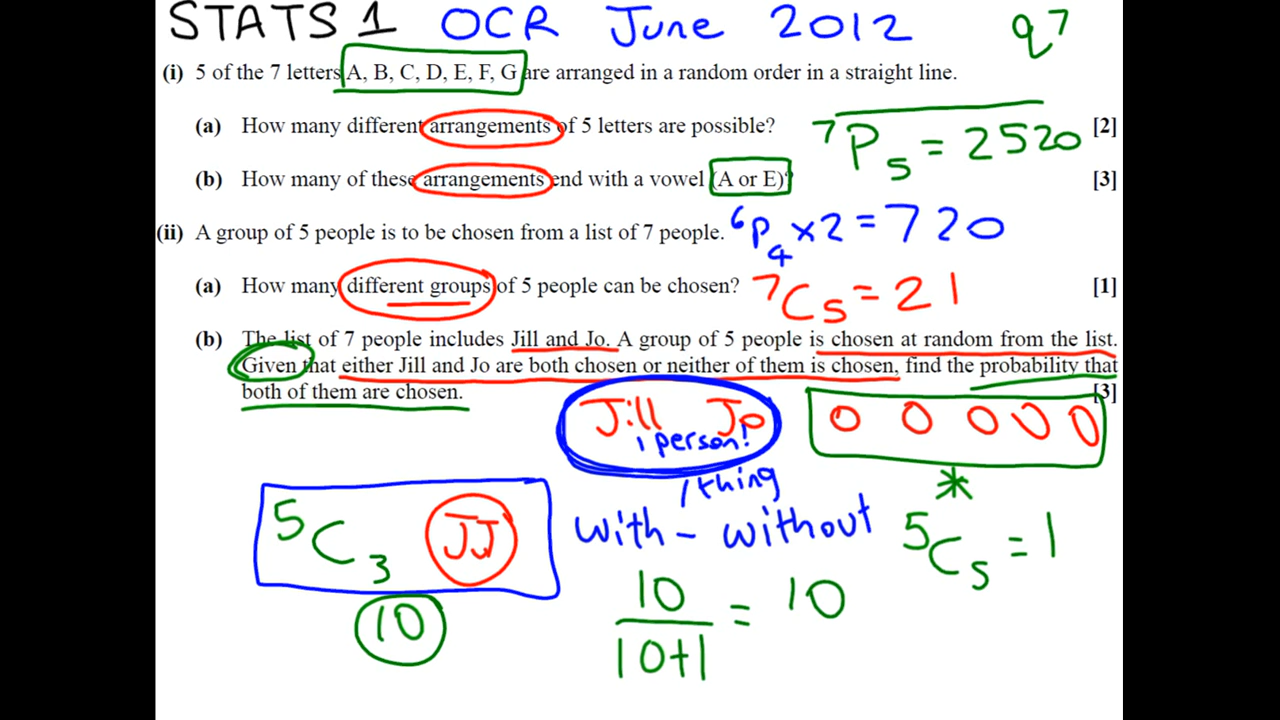 STATS 1 OCR June 2012 q7
(i) 5 of the 7 letters A, B, C, D, E, F, G are arranged in a random order in a straight line.
(a) How many different arrangements of 5 letters are possible? ⁷P₅ = 2520 [2]
(b) How many of these arrangements end with a vowel (A or E)? [3]
(ii) A group of 5 people is to be chosen from a list of 7 people. ⁶P₄ × 2 = 720
(a) How many different groups of 5 people can be chosen? ⁷C₅ = 21 [1]
(b) The list of 7 people includes Jill and Jo. A group of 5 people is chosen at random from the list.
Given that either Jill and Jo are both chosen or neither of them is chosen, find the probability that
both of them are chosen. [3]
Jill Jo O O O O O
1 person!
/thing *
⁵C₃ JJ with - without ⁵C₅ = 1
10
10 = 10
10+1